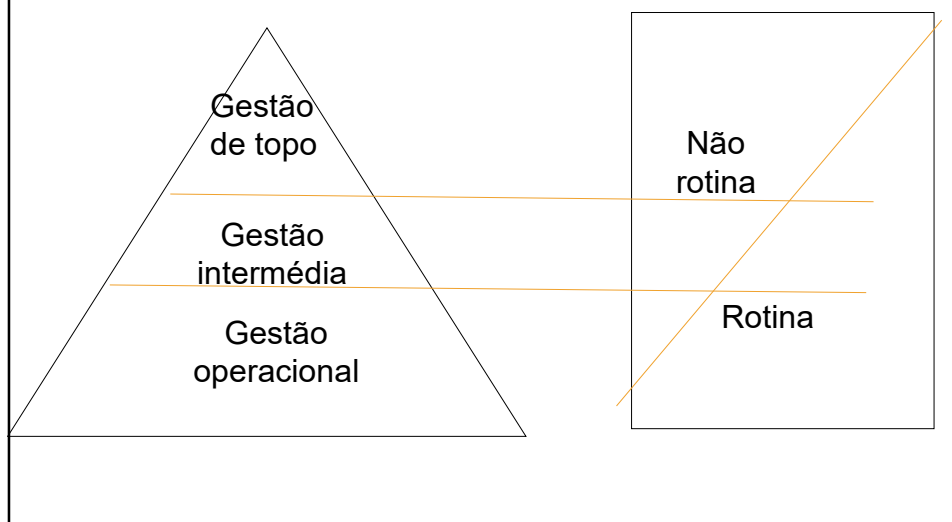 Gestão
de topo
Gestão
intermédia
Gestão
operacional
Não
rotina
Rotina